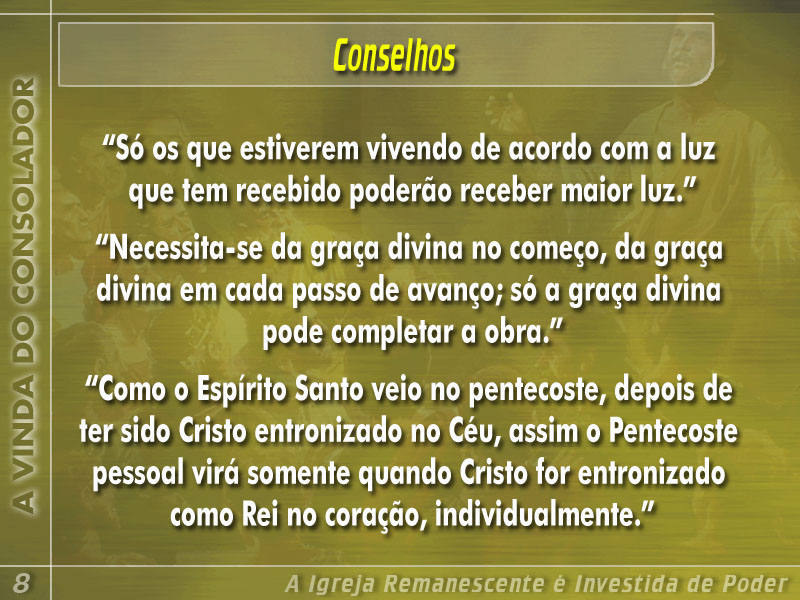 Conselhos
A VINDA DO CONSOLADOR
“Só os que estiverem vivendo de acordo com a luz
que tem recebido poderão receber maior luz.”
“Necessita-se da graça divina no começo, da graça
divina em cada passo de avanço; só a graça divina
pode completar a obra.”
“Como o Espírito Santo veio no pentecoste, depois de
ter sido Cristo entronizado no Céu, assim o Pentecoste
pessoal virá somente quando Cristo for entronizado
como Rei no coração, individualmente.”
8
A Igreja Remanescente é Investida de Poder